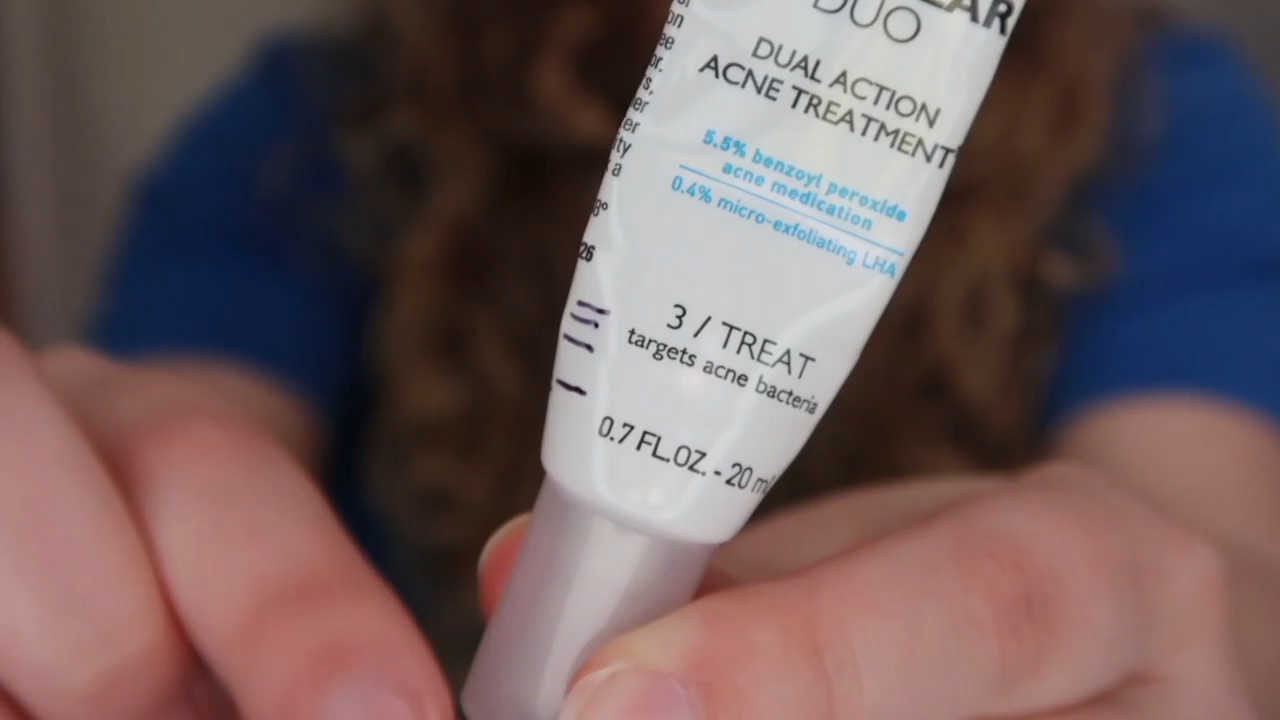 DUO
DUAL ACTION
ACNE TREATMENT
5.5% benzoyl peroxide
acne medication
0.4% micro-exfoliating LHA
3 / TREAT
targets acne bacteria
0.7 FL.OZ. - 20 ml